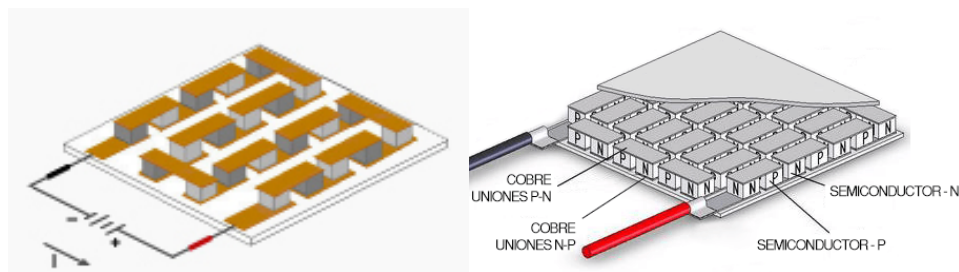 -
+
I
P N P N P N N N N P N P N P N
COBRE
UNIONES P-N
COBRE
UNIONES N-P
SEMICONDUCTOR - N
SEMICONDUCTOR - P